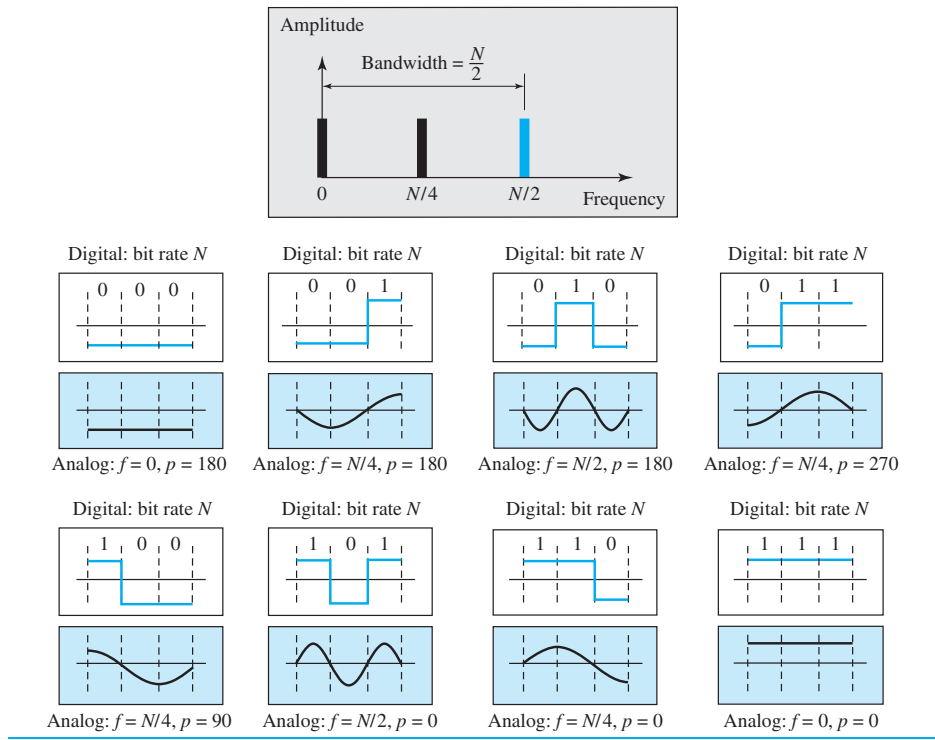 Amplitude
Bandwidth = N/2
0 N/4 N/2 Frequency
Digital: bit rate N Digital: bit rate N Digital: bit rate N Digital: bit rate N
0 0 0 0 0 1 0 1 0 0 1 1
Analog: f = 0, p = 180 Analog: f = N/4, p = 180 Analog: f = N/2, p = 180 Analog: f = N/4, p = 270
Digital: bit rate N Digital: bit rate N Digital: bit rate N Digital: bit rate N
1 0 0 1 0 1 1 1 0 1 1 1
Analog: f = N/4, p = 90 Analog: f = N/2, p = 0 Analog: f = N/4, p = 0 Analog: f = 0, p = 0